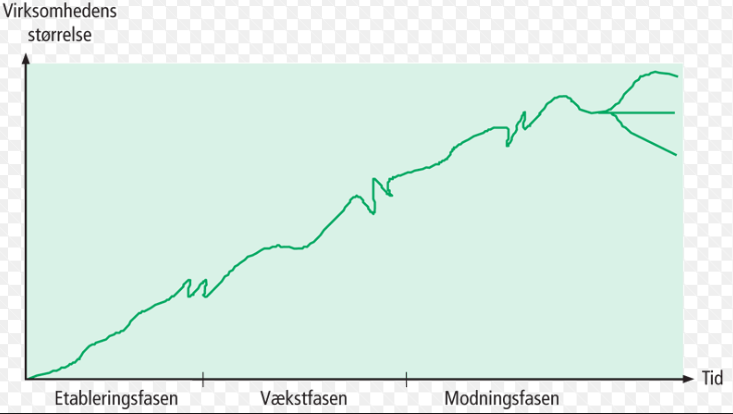 Virksomhedens
størrelse
Tid
Etableringsfasen
Vækstfasen
Modningsfasen